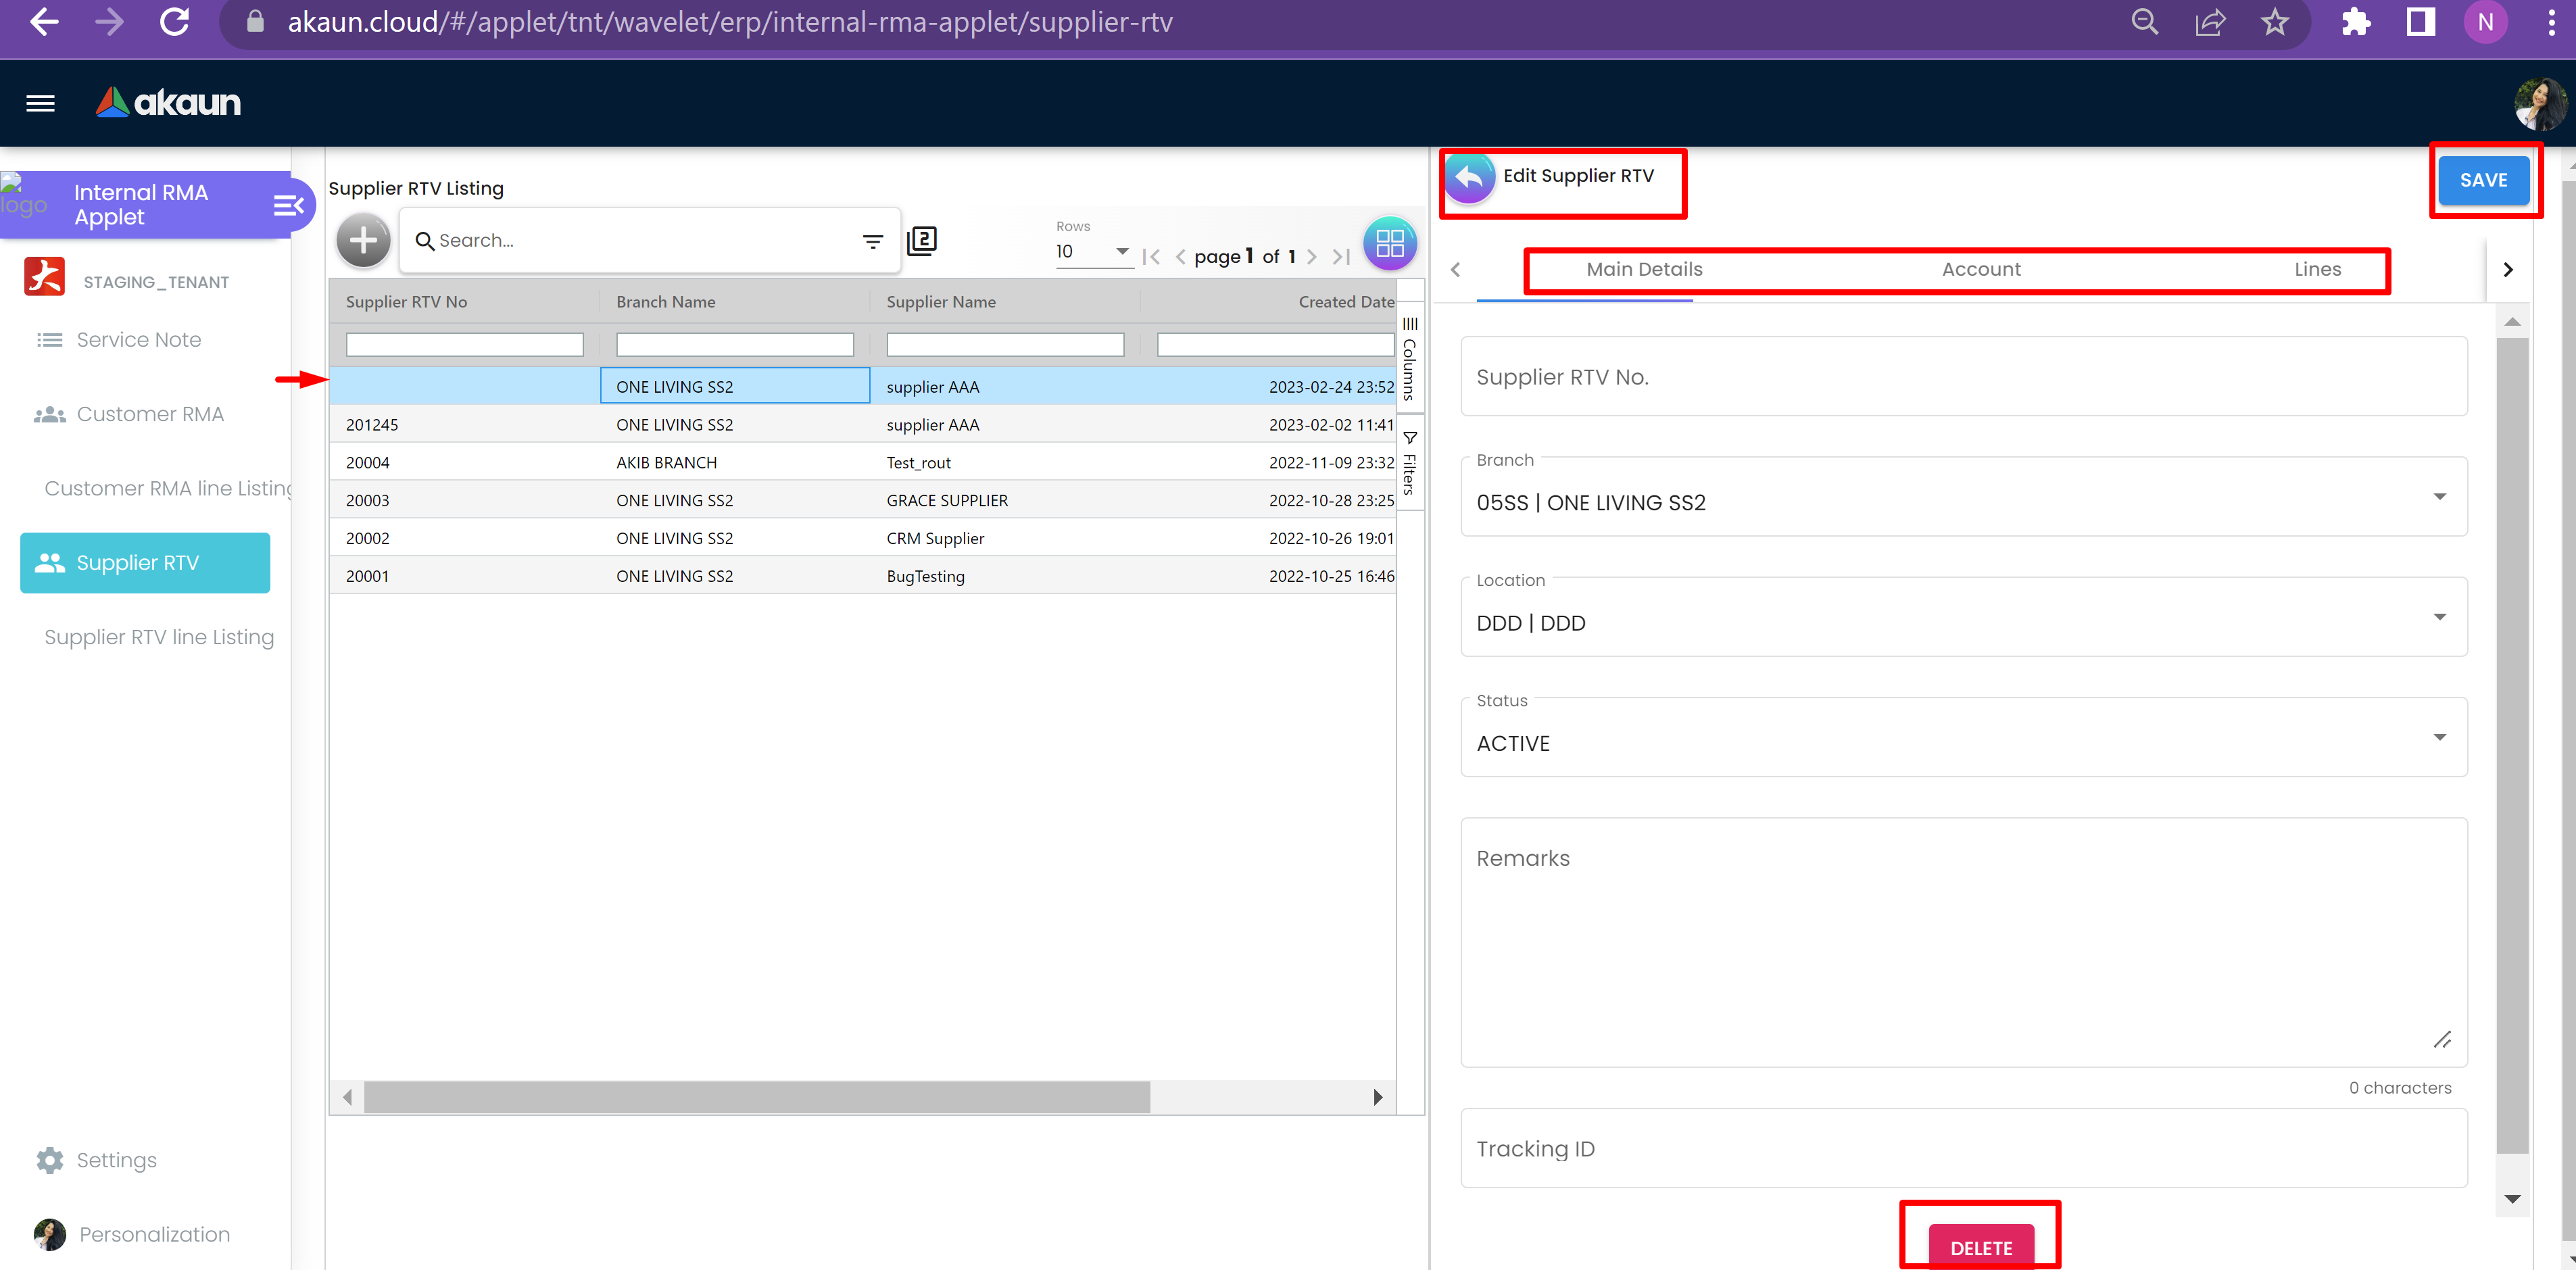 akaun.cloud/#/applet/tnt/wavelet/erp/internal-rma-applet/supplier-rtv
N
akaun
logo
Internal RMA
Applet
STAGING_TENANT
Service Note
Customer RMA
Customer RMA line Listing
Supplier RTV
Supplier RTV line Listing
Settings
Personalization
Supplier RTV Listing
Search...
2
Rows
10
page 1 of 1
Supplier RTV No Branch Name Supplier Name Created Date
ONE LIVING SS2 supplier AAA 2023-02-24 23:52
201245 ONE LIVING SS2 supplier AAA 2023-02-02 11:41
20004 AKIB BRANCH Test_rout 2022-11-09 23:32
20003 ONE LIVING SS2 GRACE SUPPLIER 2022-10-28 23:25
20002 ONE LIVING SS2 CRM Supplier 2022-10-26 19:01
20001 ONE LIVING SS2 BugTesting 2022-10-25 16:46
Columns
Filters
Edit Supplier RTV
SAVE
Main Details Account Lines
Supplier RTV No.
Branch
05SS | ONE LIVING SS2
Location
DDD | DDD
Status
ACTIVE
Remarks
0 characters
Tracking ID
DELETE